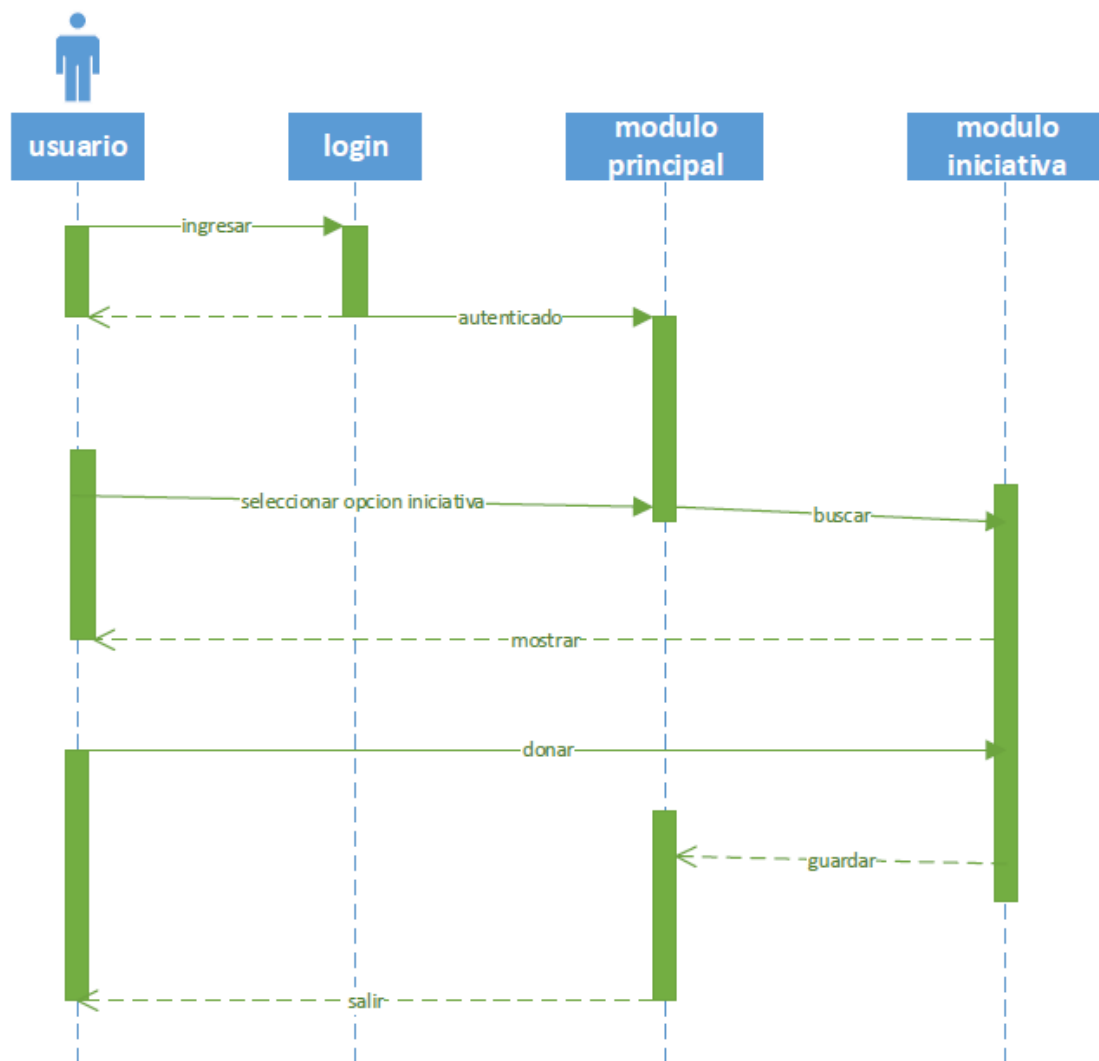 usuario
login
modulo
principal
modulo
iniciativa
ingresar
autenticado
seleccionar opcion iniciativa
buscar
mostrar
donar
guardar
salir